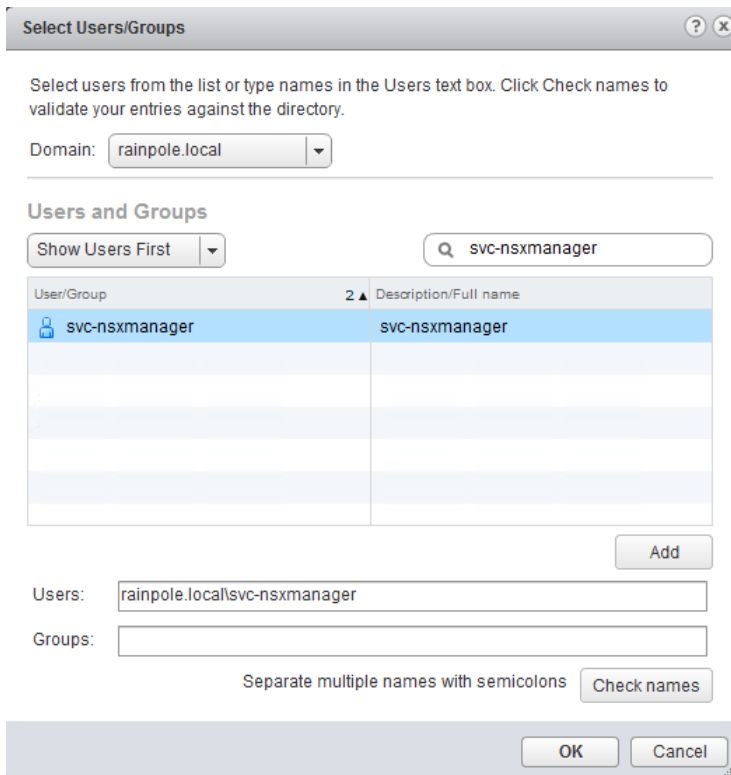 Select Users/Groups ? x
Select users from the list or type names in the Users text box. Click Check names to
validate your entries against the directory.
Domain: rainpole.local
Users and Groups
Show Users First svc-nsxmanager
User/Group 2 ▲ Description/Full name
svc-nsxmanager svc-nsxmanager
Add
Users: rainpole.local\svc-nsxmanager
Groups:
Separate multiple names with semicolons Check names
OK Cancel